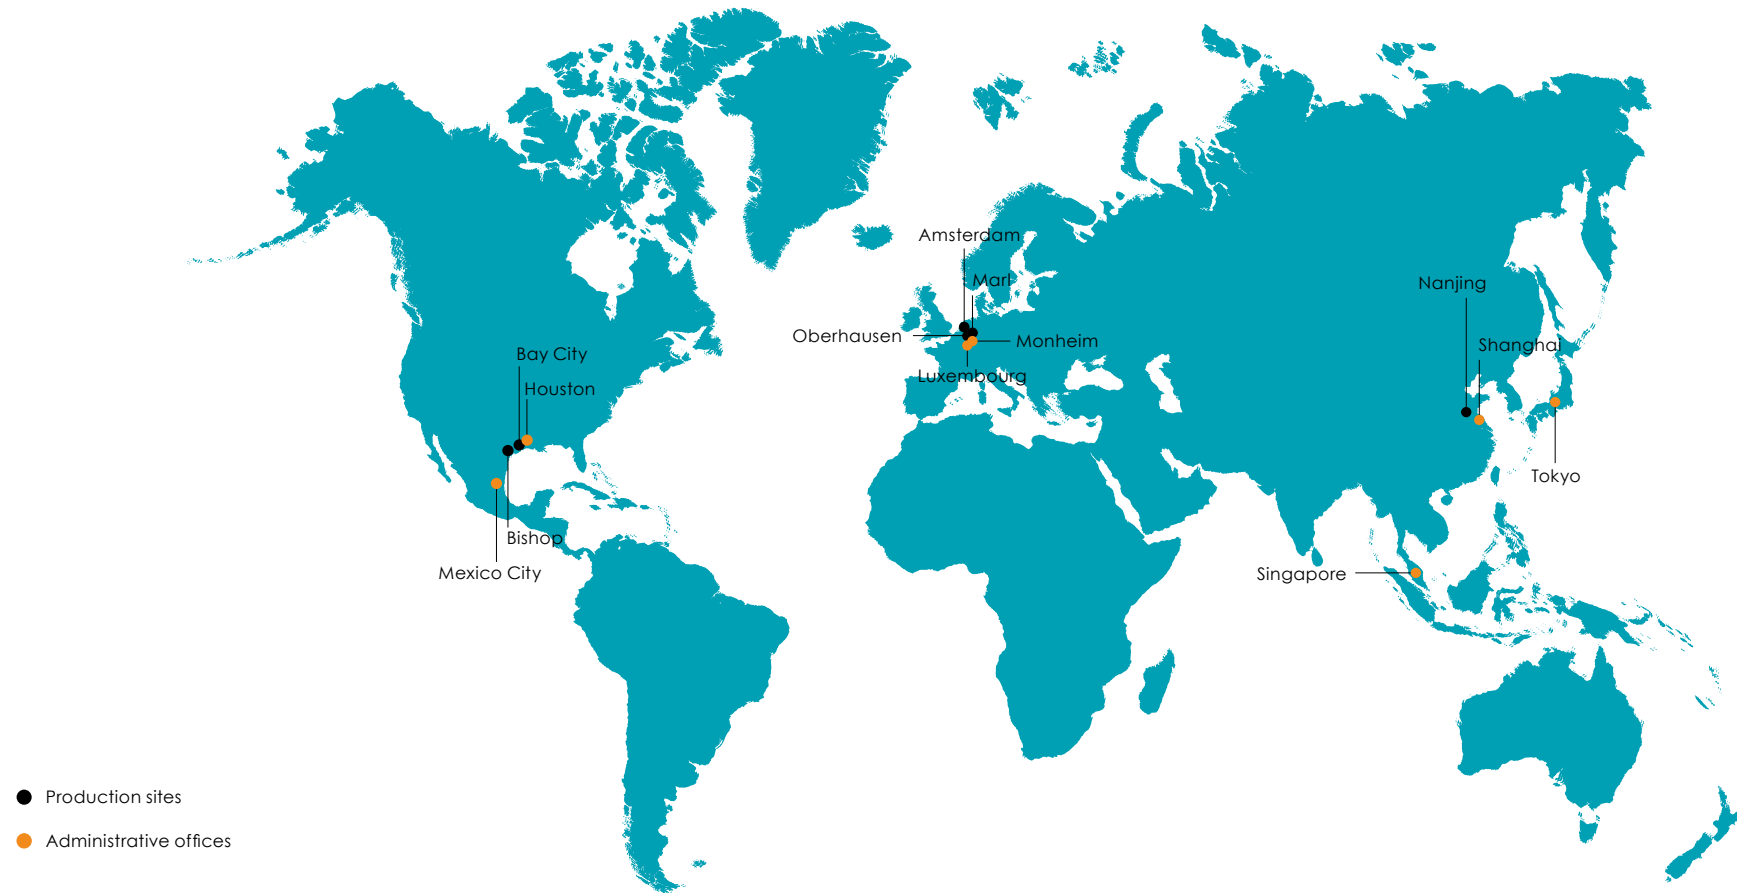 Amsterdam
Marl
Nanjing
Oberhausen
Monheim
Shanghai
Bay City
Luxembourg
Houston
Tokyo
Bishop
Mexico City
Singapore
Production sites
Administrative offices